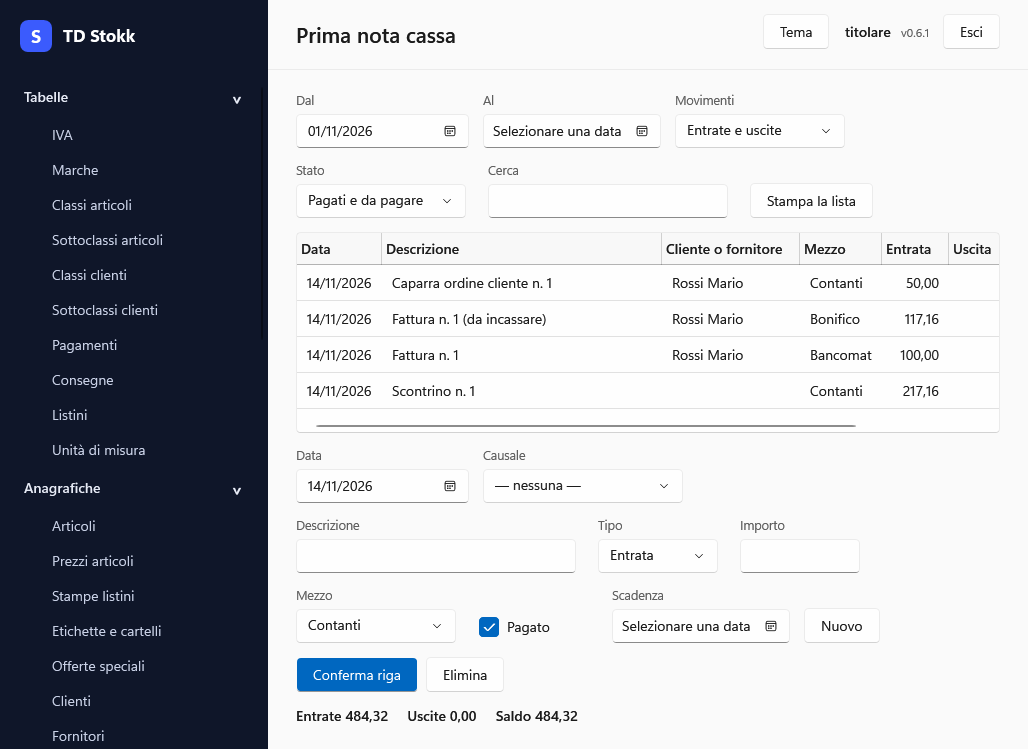 S TD Stokk
Prima nota cassa
Tema
titolare v0.6.1
Esci
Tabelle
IVA
Marche
Classi articoli
Sottoclassi articoli
Classi clienti
Sottoclassi clienti
Pagamenti
Consegne
Listini
Unità di misura
Anagrafiche
Articoli
Prezzi articoli
Stampe listini
Etichette e cartelli
Offerte speciali
Clienti
Fornitori
Dal Al Movimenti
01/11/2026 Selezionare una data Entrate e uscite
Stato Cerca
Pagati e da pagare Stampa la lista
Data Descrizione Cliente o fornitore Mezzo Entrata Uscita
14/11/2026 Caparra ordine cliente n. 1 Rossi Mario Contanti 50,00
14/11/2026 Fattura n. 1 (da incassare) Rossi Mario Bonifico 117,16
14/11/2026 Fattura n. 1 Rossi Mario Bancomat 100,00
14/11/2026 Scontrino n. 1 Contanti 217,16
Data Causale
14/11/2026 — nessuna —
Descrizione Tipo Importo
Entrata
Mezzo Scadenza
Contanti Pagato Selezionare una data Nuovo
Conferma riga Elimina
Entrate 484,32 Uscite 0,00 Saldo 484,32